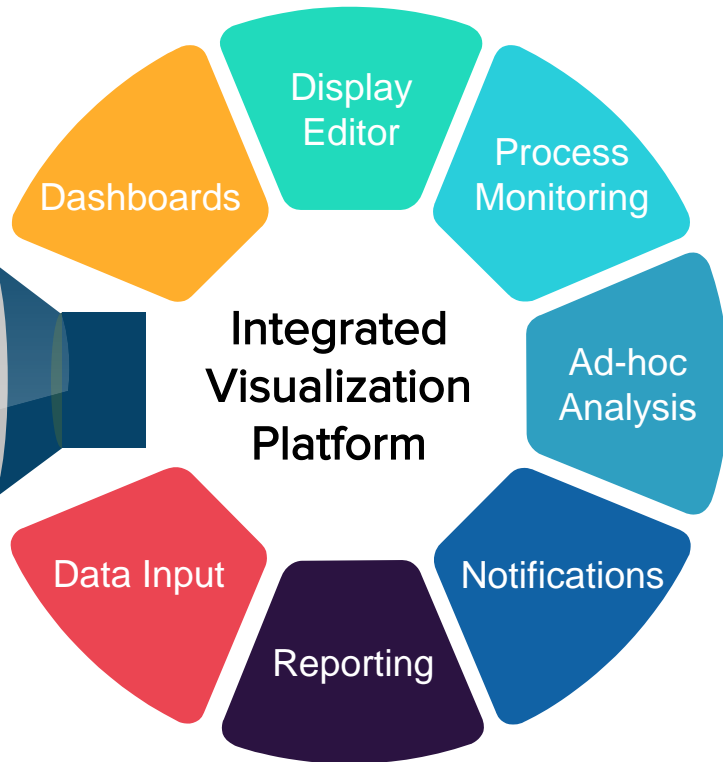 Display
Editor
Process
Monitoring
Dashboards
Integrated
Visualization
Platform
Ad-hoc
Analysis
Data Input
Notifications
Reporting